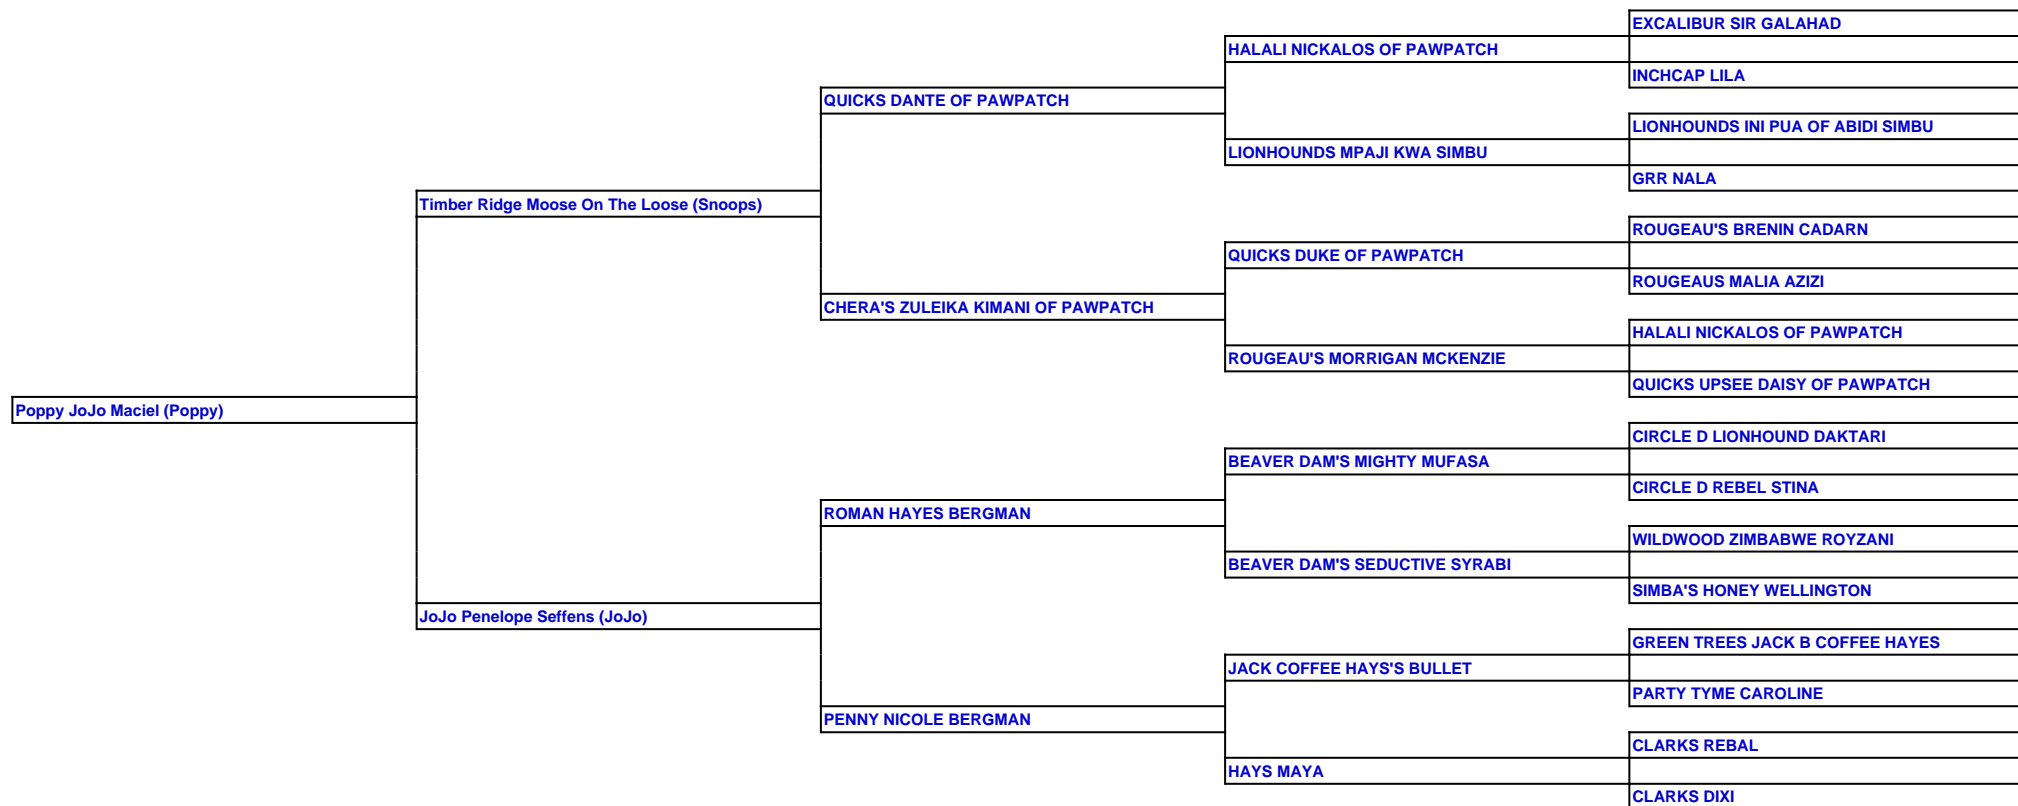 EXCALIBUR SIR GALAHAD
HALALI NICKALOS OF PAWPATCH
INCHCAP LILA
QUICKS DANTE OF PAWPATCH
LIONHOUNDS INI PUA OF ABIDI SIMBU
LIONHOUNDS MPAJI KWA SIMBU
GRR NALA
Timber Ridge Moose On The Loose (Snoops)
ROUGEAU'S BRENIN CADARN
QUICKS DUKE OF PAWPATCH
ROUGEAUS MALIA AZIZI
CHERA'S ZULEIKA KIMANI OF PAWPATCH
HALALI NICKALOS OF PAWPATCH
ROUGEAU'S MORRIGAN MCKENZIE
QUICKS UPSEE DAISY OF PAWPATCH
Poppy JoJo Maciel (Poppy)
CIRCLE D LIONHOUND DAKTARI
BEAVER DAM'S MIGHTY MUFASA
CIRCLE D REBEL STINA
ROMAN HAYES BERGMAN
WILDWOOD ZIMBABWE ROYZANI
BEAVER DAM'S SEDUCTIVE SYRABI
SIMBA'S HONEY WELLINGTON
JoJo Penelope Seffens (JoJo)
GREEN TREES JACK B COFFEE HAYES
JACK COFFEE HAYS'S BULLET
PARTY TYME CAROLINE
PENNY NICOLE BERGMAN
CLARKS REBAL
HAYS MAYA
CLARKS DIXI